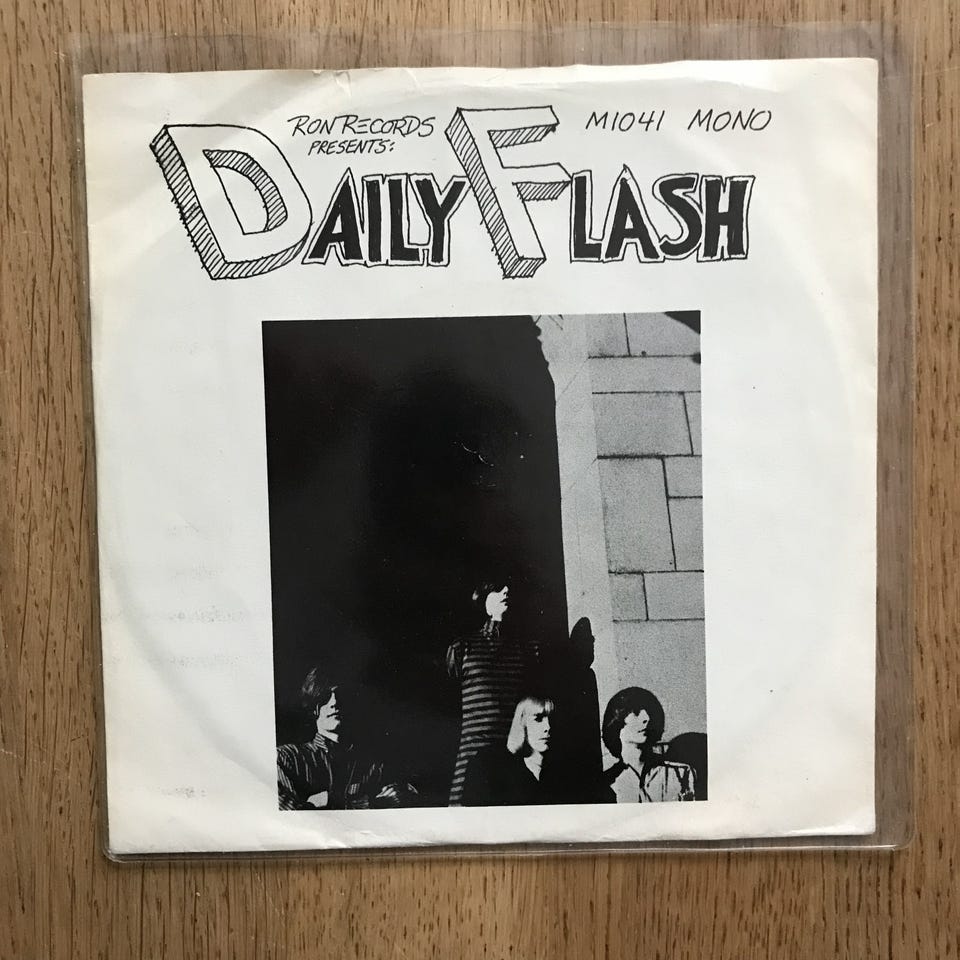 RON RECORDS
PRESENTS:
M1041 MONO
DAILY FLASH